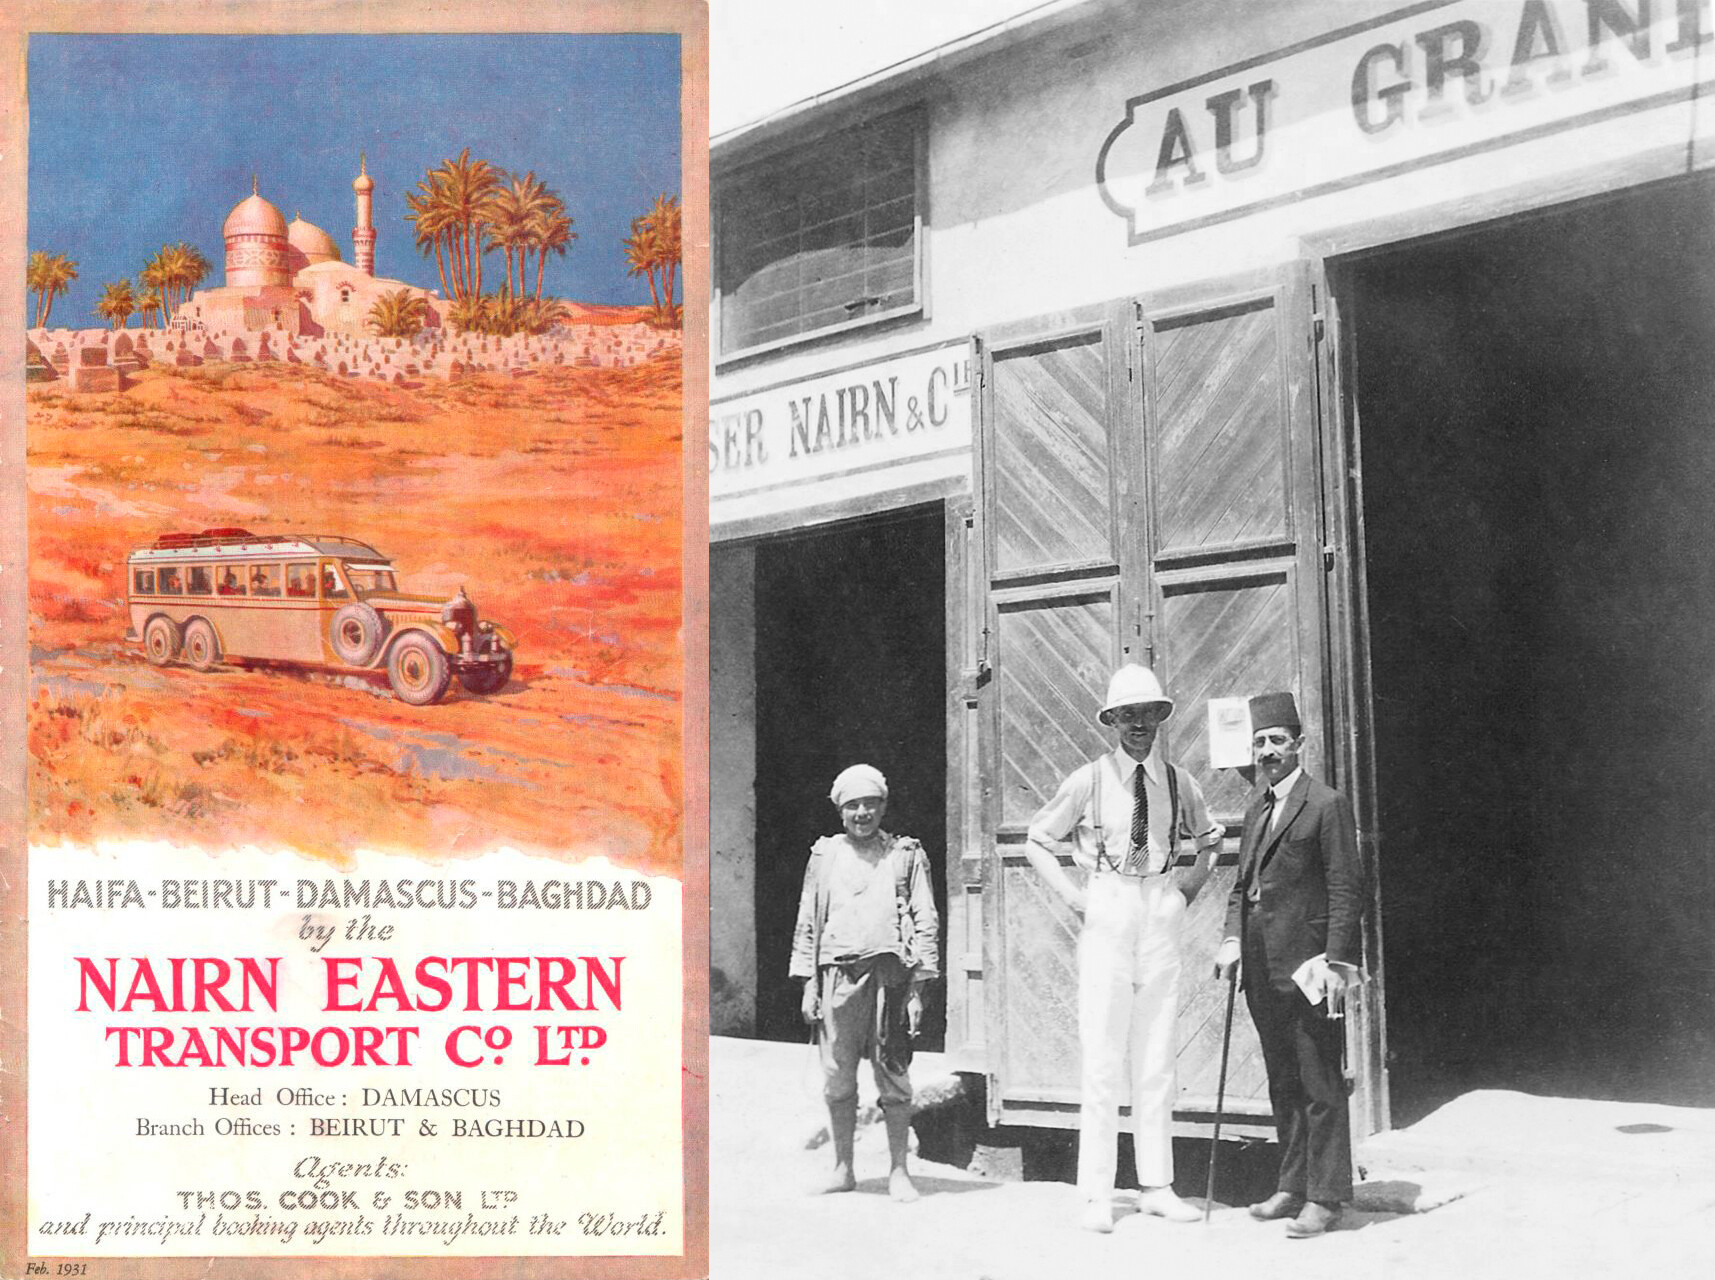 HAIFA-BEIRUT-DAMASCUS-BAGHDAD
by the
NAIRN EASTERN
TRANSPORT Cᴼ LTᴰ
Head Office: DAMASCUS
Branch Offices: BEIRUT & BAGHDAD
Agents:
THOS. COOK & SON LTᴰ
and principal booking agents throughout the World.
Feb. 1931
AU GRAN
SER NAIRN & Cᴵᴱ